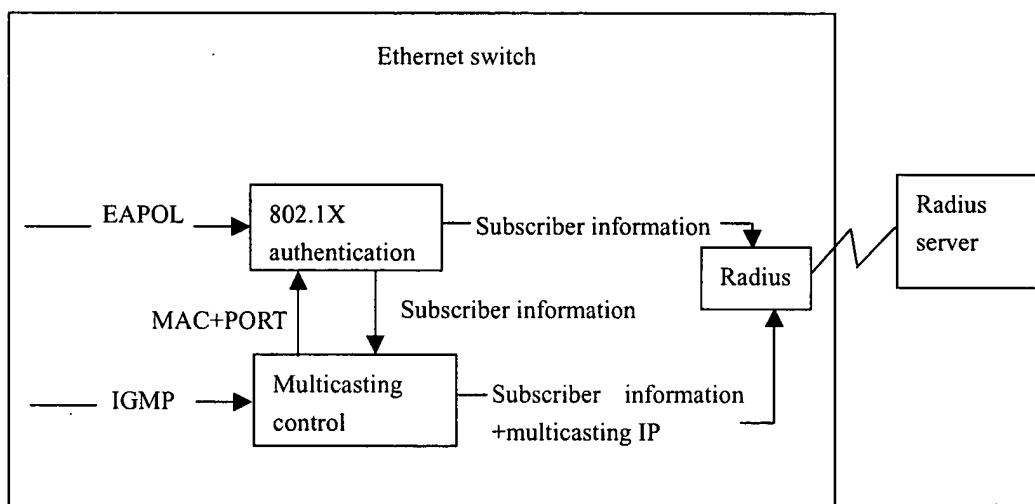 Ethernet switch
EAPOL
802.1X
authentication
Subscriber information
Radius
Radius
server
MAC+PORT
Subscriber information
IGMP
Multicasting
control
Subscriber information
+multicasting IP